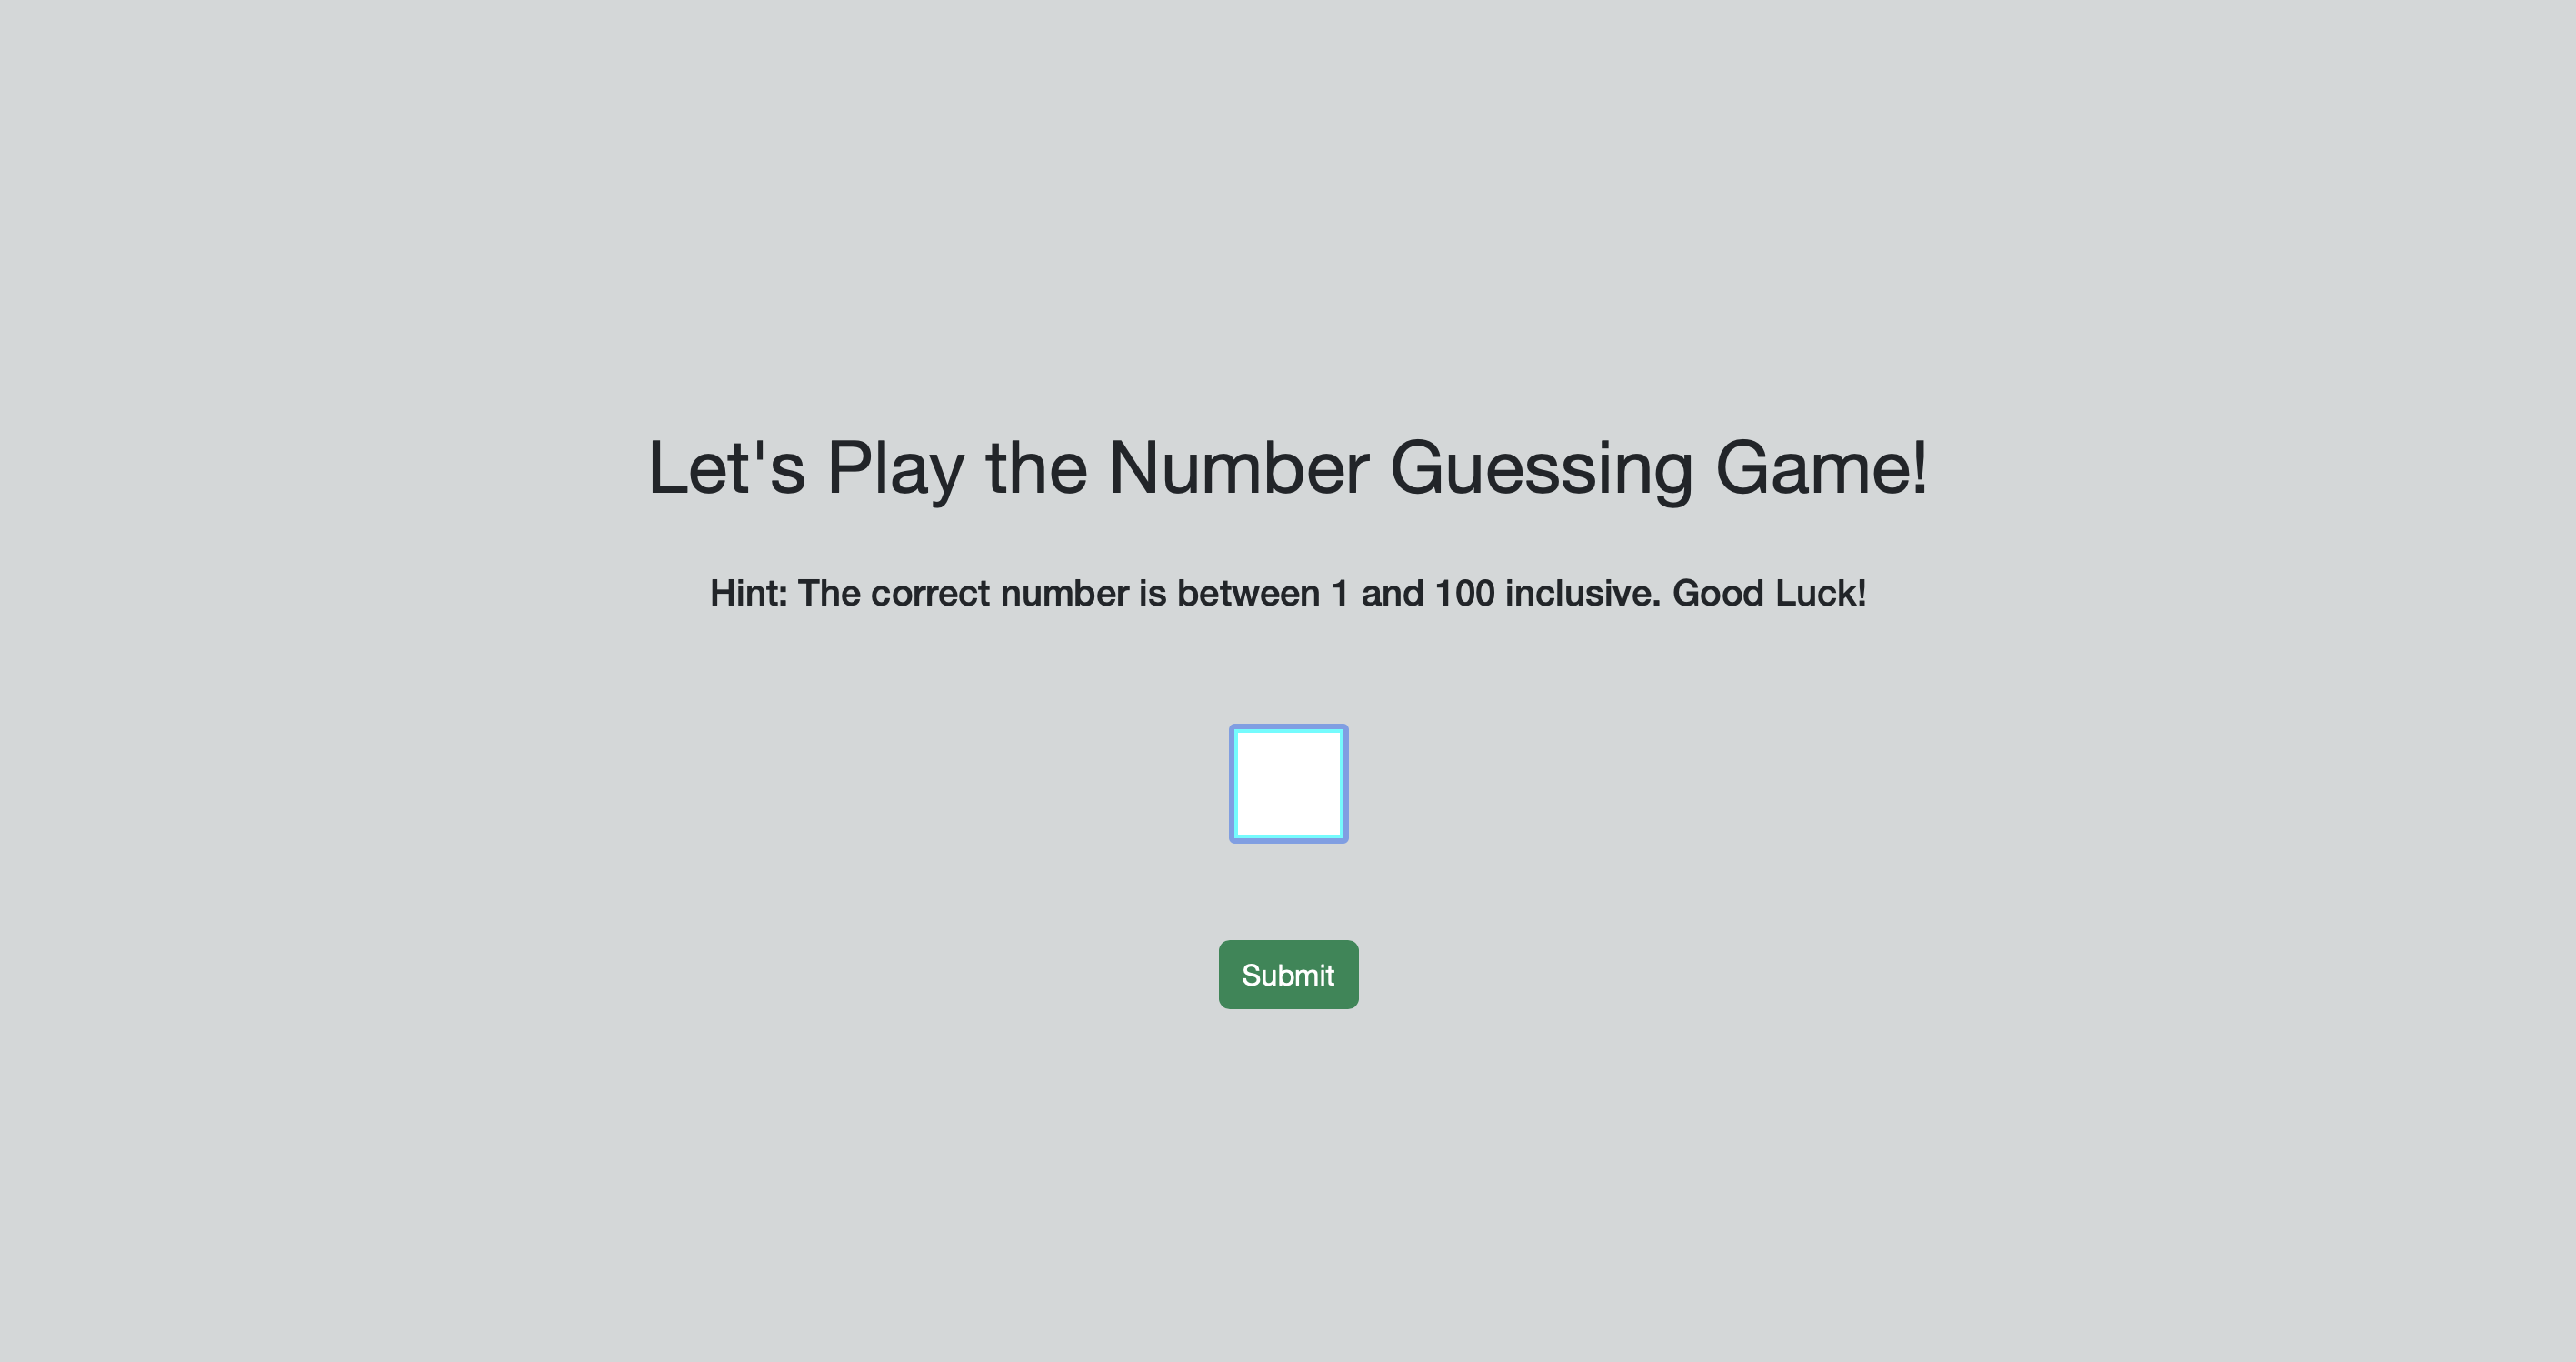 Let's Play the Number Guessing Game!
Hint: The correct number is between 1 and 100 inclusive. Good Luck!
Submit